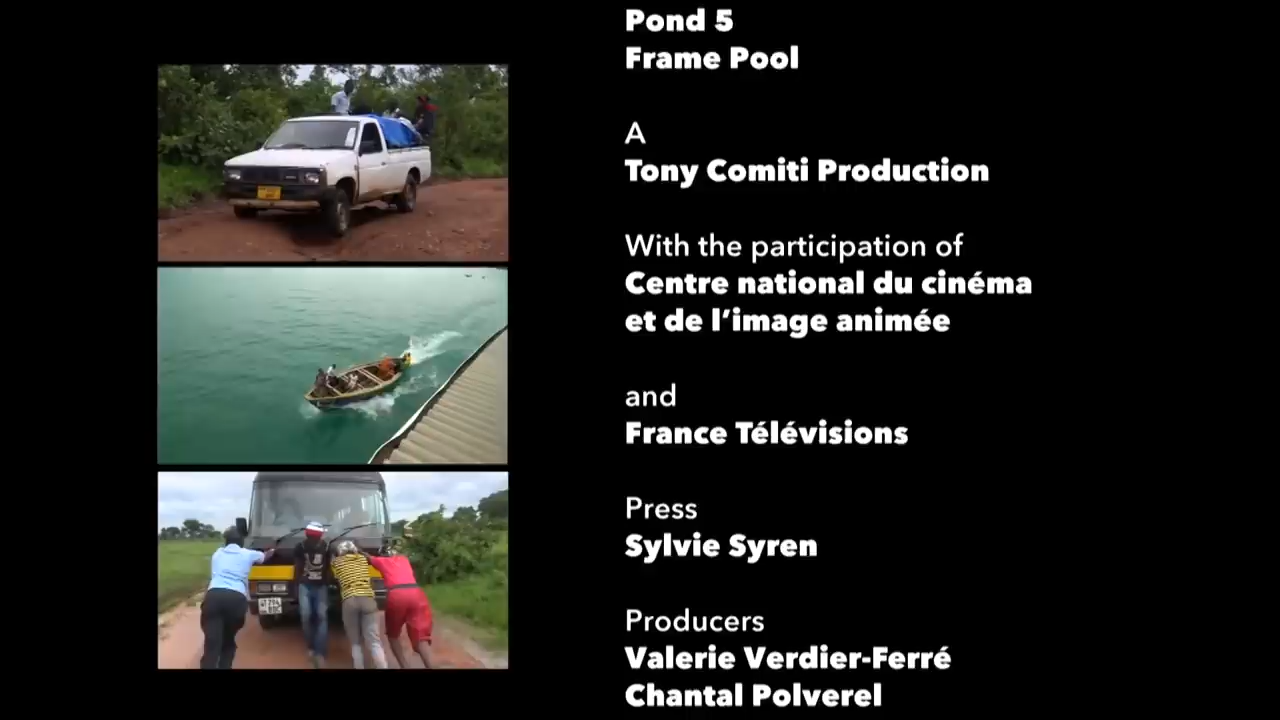 Pond 5
Frame Pool
A
Tony Comiti Production
With the participation of
Centre national du cinéma
et de l’image animée
and
France Télévisions
Press
Sylvie Syren
Producers
Valerie Verdier-Ferré
Chantal Polverel